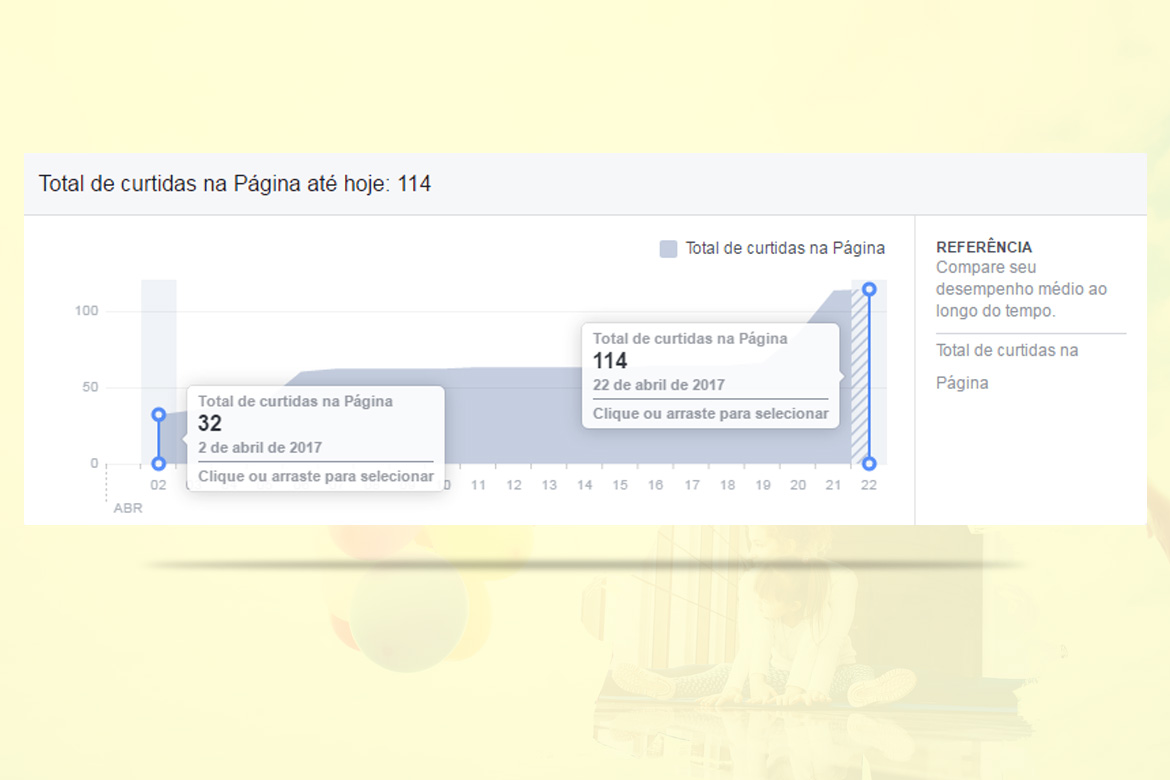 Total de curtidas na Página até hoje: 114
Total de curtidas na Página
100
50
0
Total de curtidas na Página
32
2 de abril de 2017
Clique ou arraste para selecionar
Total de curtidas na Página
114
22 de abril de 2017
Clique ou arraste para selecionar
02 11 12 13 14 15 16 17 18 19 20 21 22
ABR
REFERÊNCIA
Compare seu
desempenho médio ao
longo do tempo.
Total de curtidas na
Página